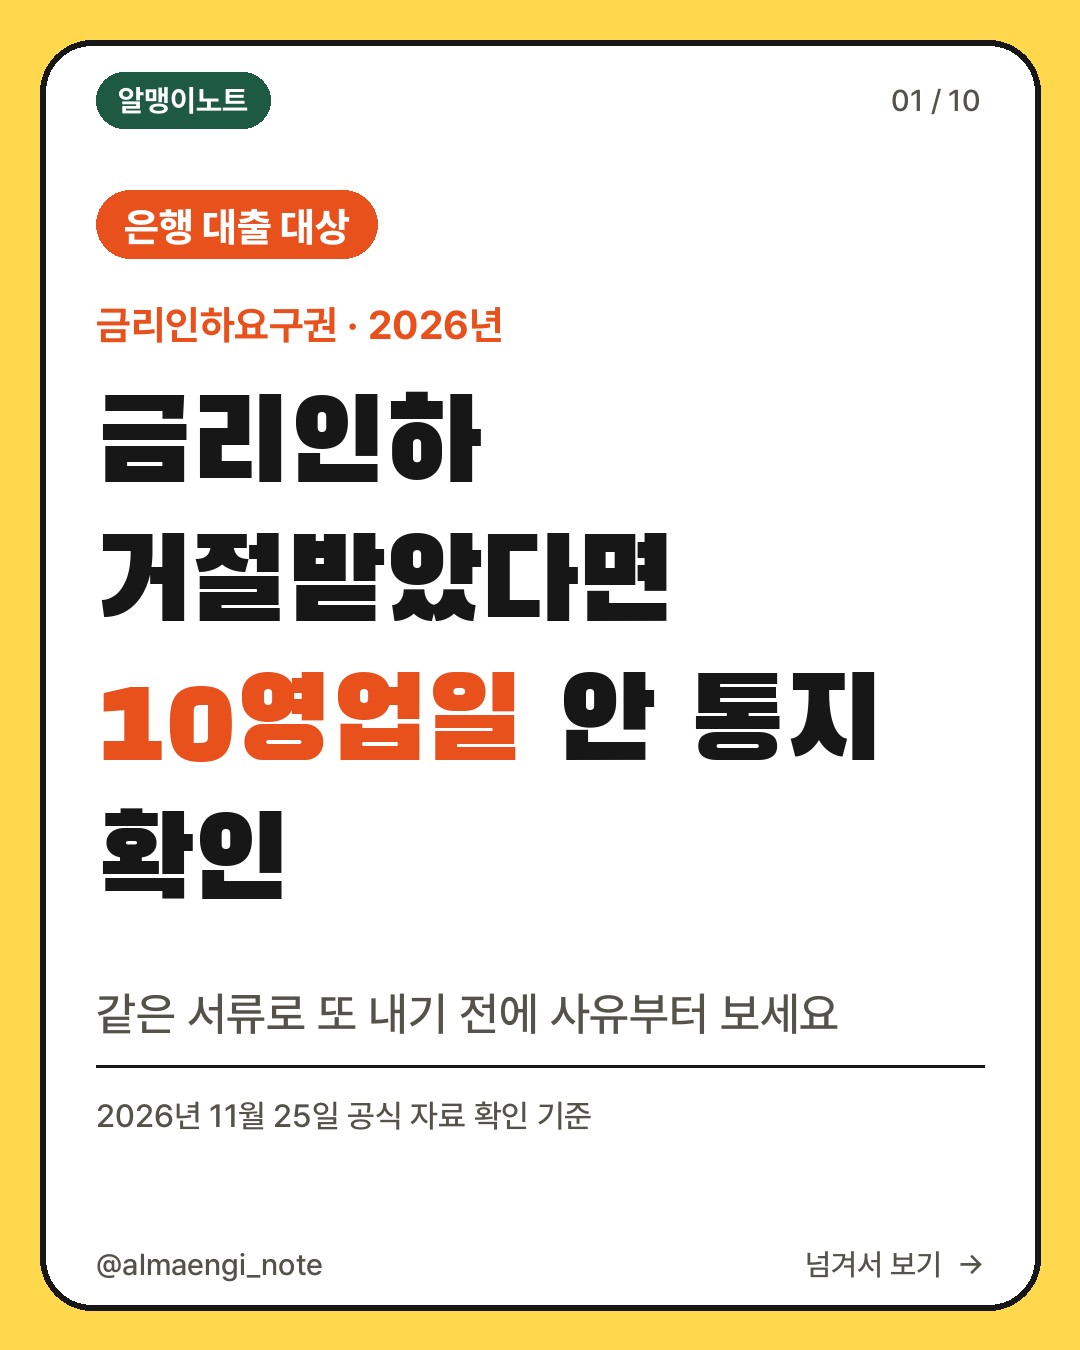 알맹이노트
01 / 10
은행 대출 대상
금리인하요구권 · 2026년
금리인하
거절받았다면
10영업일 안 통지
확인
같은 서류로 또 내기 전에 사유부터 보세요
2026년 11월 25일 공식 자료 확인 기준
@almaengi_note
넘겨서 보기 →